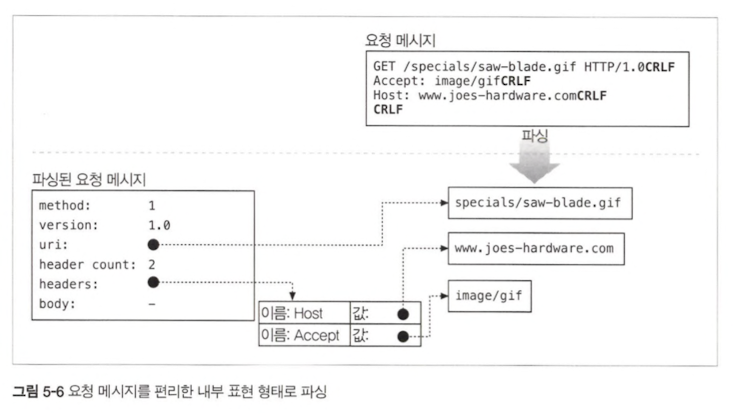 요청 메시지
GET /specials/saw-blade.gif HTTP/1.0CRLF
Accept: image/gifCRLF
Host: www.joes-hardware.comCRLF
CRLF
파싱
파싱된 요청 메시지
method: 1
version: 1.0
uri:
header count: 2
headers:
body: –
specials/saw-blade.gif
www.joes-hardware.com
image/gif
이름: Host 값:
이름: Accept 값:
그림 5-6 요청 메시지를 편리한 내부 표현 형태로 파싱